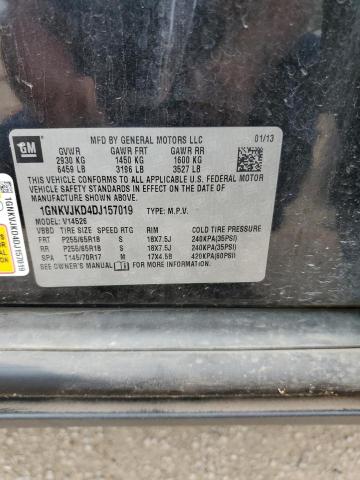 GM
MFD BY GENERAL MOTORS LLC 01/13
GVWR GAWR FRT GAWR RR
2930 KG 1450 KG 1600 KG
6459 LB 3196 LB 3527 LB
THIS VEHICLE CONFORMS TO ALL APPLICABLE U.S. FEDERAL MOTOR
VEHICLE SAFETY AND THEFT PREVENTION STANDARDS IN EFFECT
ON THE DATE OF MANUFACTURE SHOWN ABOVE.
1GNKVJKD4DJ157019 TYPE: M.P.V.
MODEL: V14526
VBBD TIRE SIZE SPEED RTG RIM COLD TIRE PRESSURE
FRT P255/65R18 S 18X7.5J 240KPA(35PSI)
RR P255/65R18 S 18X7.5J 240KPA(35PSI)
SPA T145/70R17 M 17X4.5B 420KPA(60PSI)
1GNKVJKD4DJ157019